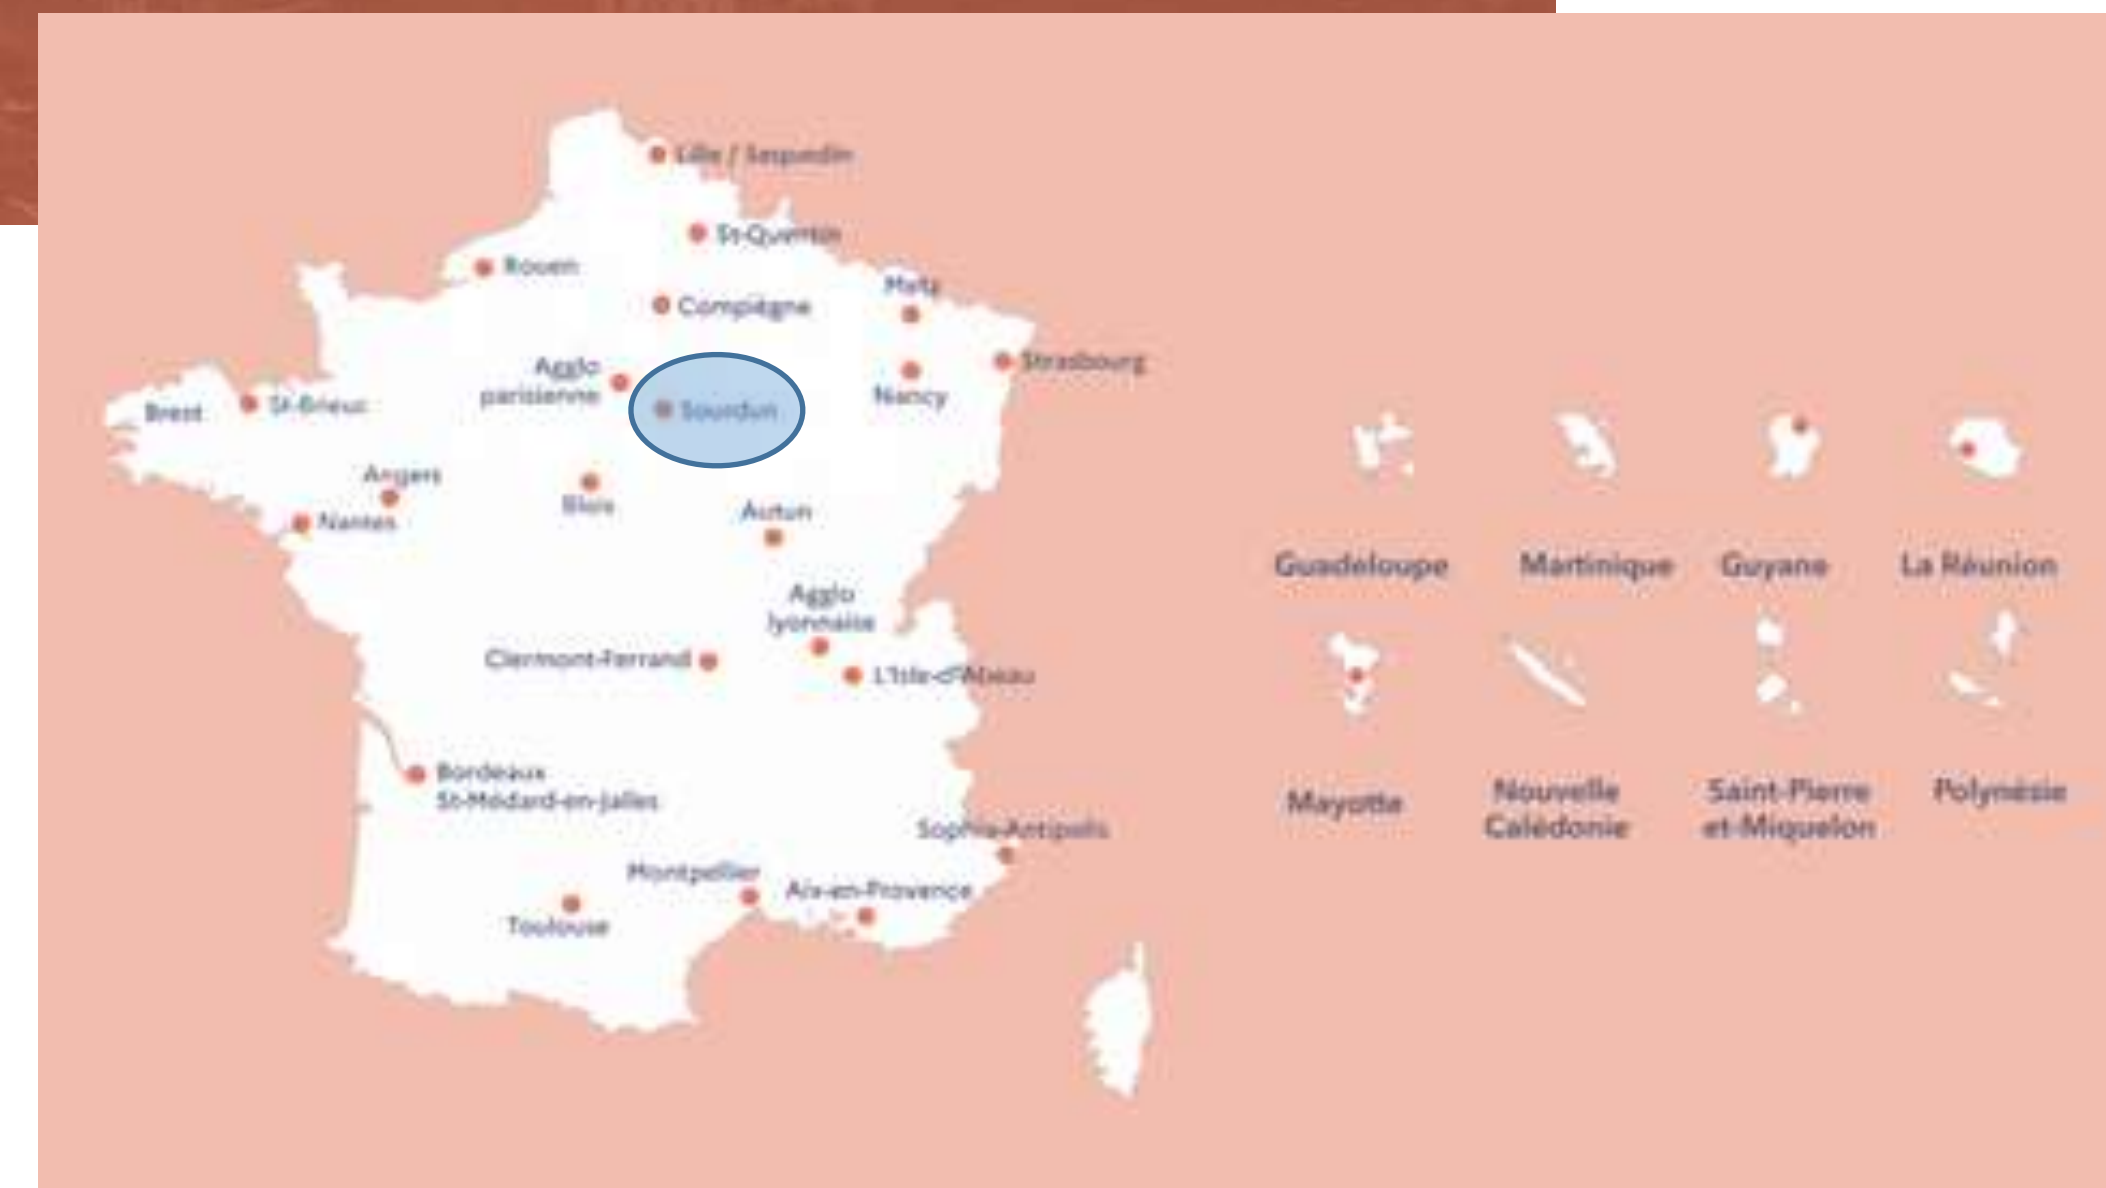 Lille / Sequedin
St-Quentin
Rouen
Metz
Compiègne
Strasbourg
Agglo
parisienne
Nancy
Sourdun
Brest
St-Brieuc
Angers
Blois
Autun
Nantes
Agglo
lyonnaise
Clermont-Ferrand
L'Isle-d'Abeau
Bordeaux
St-Médard-en-Jalles
Sophia-Antipolis
Montpellier
Aix-en-Provence
Toulouse
Guadeloupe
Martinique
Guyane
La Réunion
Mayotte
Nouvelle
Calédonie
Saint-Pierre
et-Miquelon
Polynésie